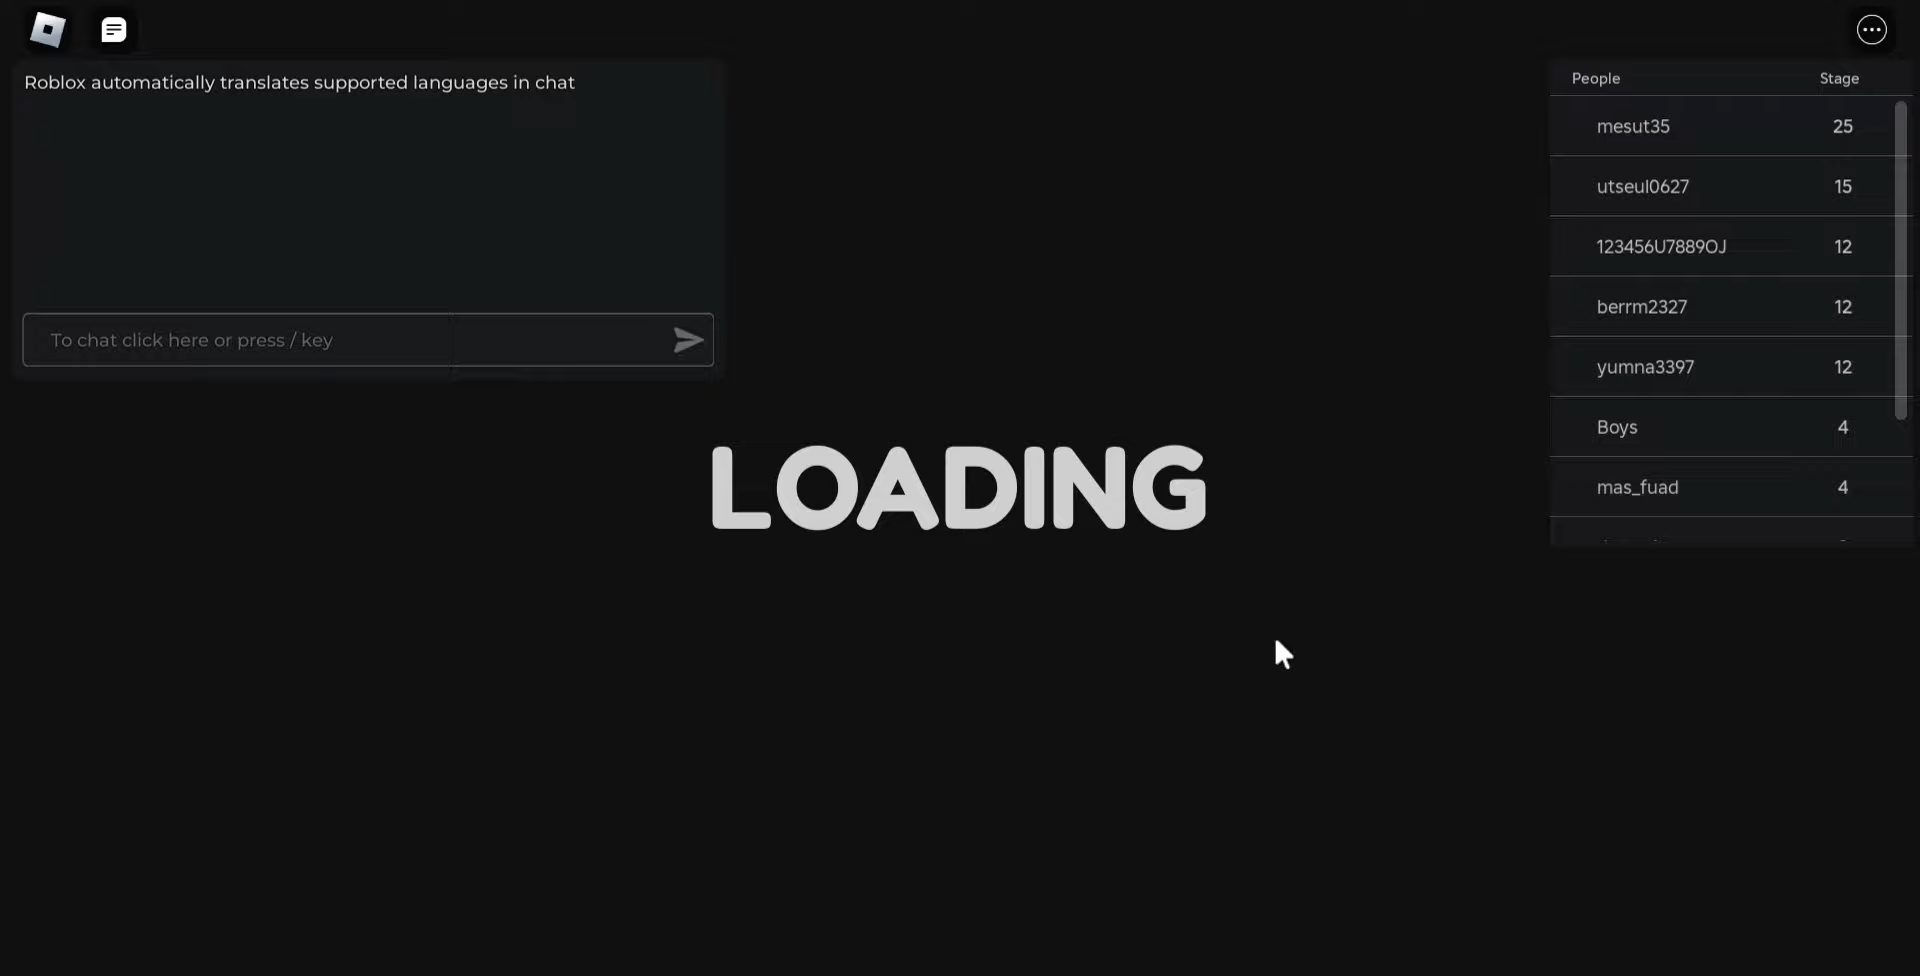 Roblox automatically translates supported languages in chat
To chat click here or press / key
People Stage
mesut35 25
utseul0627 15
123456U7889OJ 12
berrm2327 12
yumna3397 12
Boys 4
mas_fuad 4
LOADING